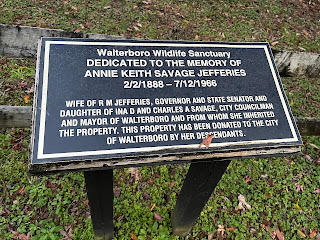 Walterboro Wildlife Sanctuary
DEDICATED TO THE MEMORY OF
ANNIE KEITH SAVAGE JEFFERIES
2/2/1888 – 7/12/1966
WIFE OF R M JEFFERIES, GOVERNOR AND STATE SENATOR AND
DAUGHTER OF INA D AND CHARLES A SAVAGE, CITY COUNCILMAN
AND MAYOR OF WALTERBORO AND FROM WHOM SHE INHERITED
THE PROPERTY. THIS PROPERTY HAS BEEN DONATED TO THE CITY
OF WALTERBORO BY HER DESCENDANTS.